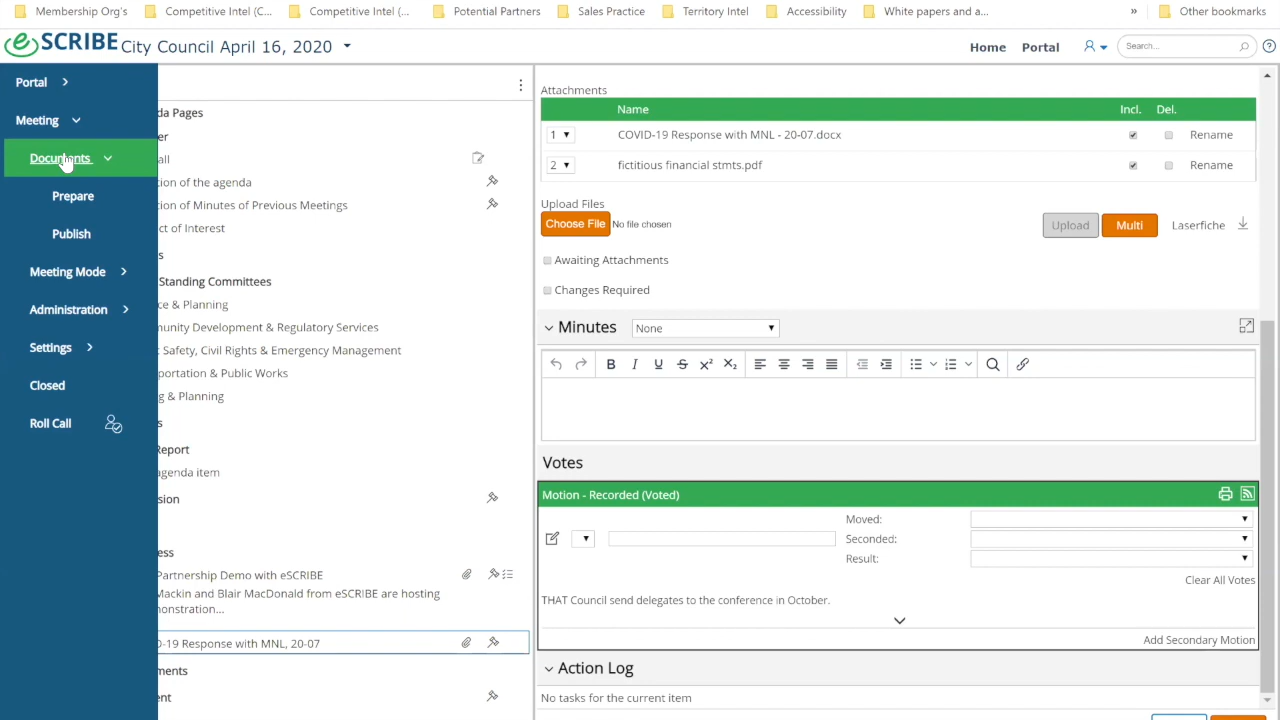 Membership Org's
Competitive Intel (C...
Competitive Intel (...
Potential Partners
Sales Practice
Territory Intel
Accessibility
White papers and a...
»
Other bookmarks
eSCRIBE
City Council April 16, 2020
Home
Portal
Search...
Portal
Meeting
Documents
Prepare
Publish
Meeting Mode
Administration
Settings
Closed
Roll Call
da Pages
er
all
tion of the agenda
tion of Minutes of Previous Meetings
ct of Interest
s
Standing Committees
ce & Planning
munity Development & Regulatory Services
Safety, Civil Rights & Emergency Management
portation & Public Works
g & Planning
s
Report
agenda item
sion
ess
Partnership Demo with eSCRIBE
Mackin and Blair MacDonald from eSCRIBE are hosting
monstration...
D-19 Response with MNL, 20-07
ments
ent
Attachments
Name Incl. Del.
1 COVID-19 Response with MNL - 20-07.docx Rename
2 fictitious financial stmts.pdf Rename
Upload Files
Choose File No file chosen Upload Multi Laserfiche
Awaiting Attachments
Changes Required
Minutes None
B I U S X² X₂
Votes
Motion - Recorded (Voted)
Moved:
Seconded:
Result:
Clear All Votes
THAT Council send delegates to the conference in October.
Add Secondary Motion
Action Log
No tasks for the current item